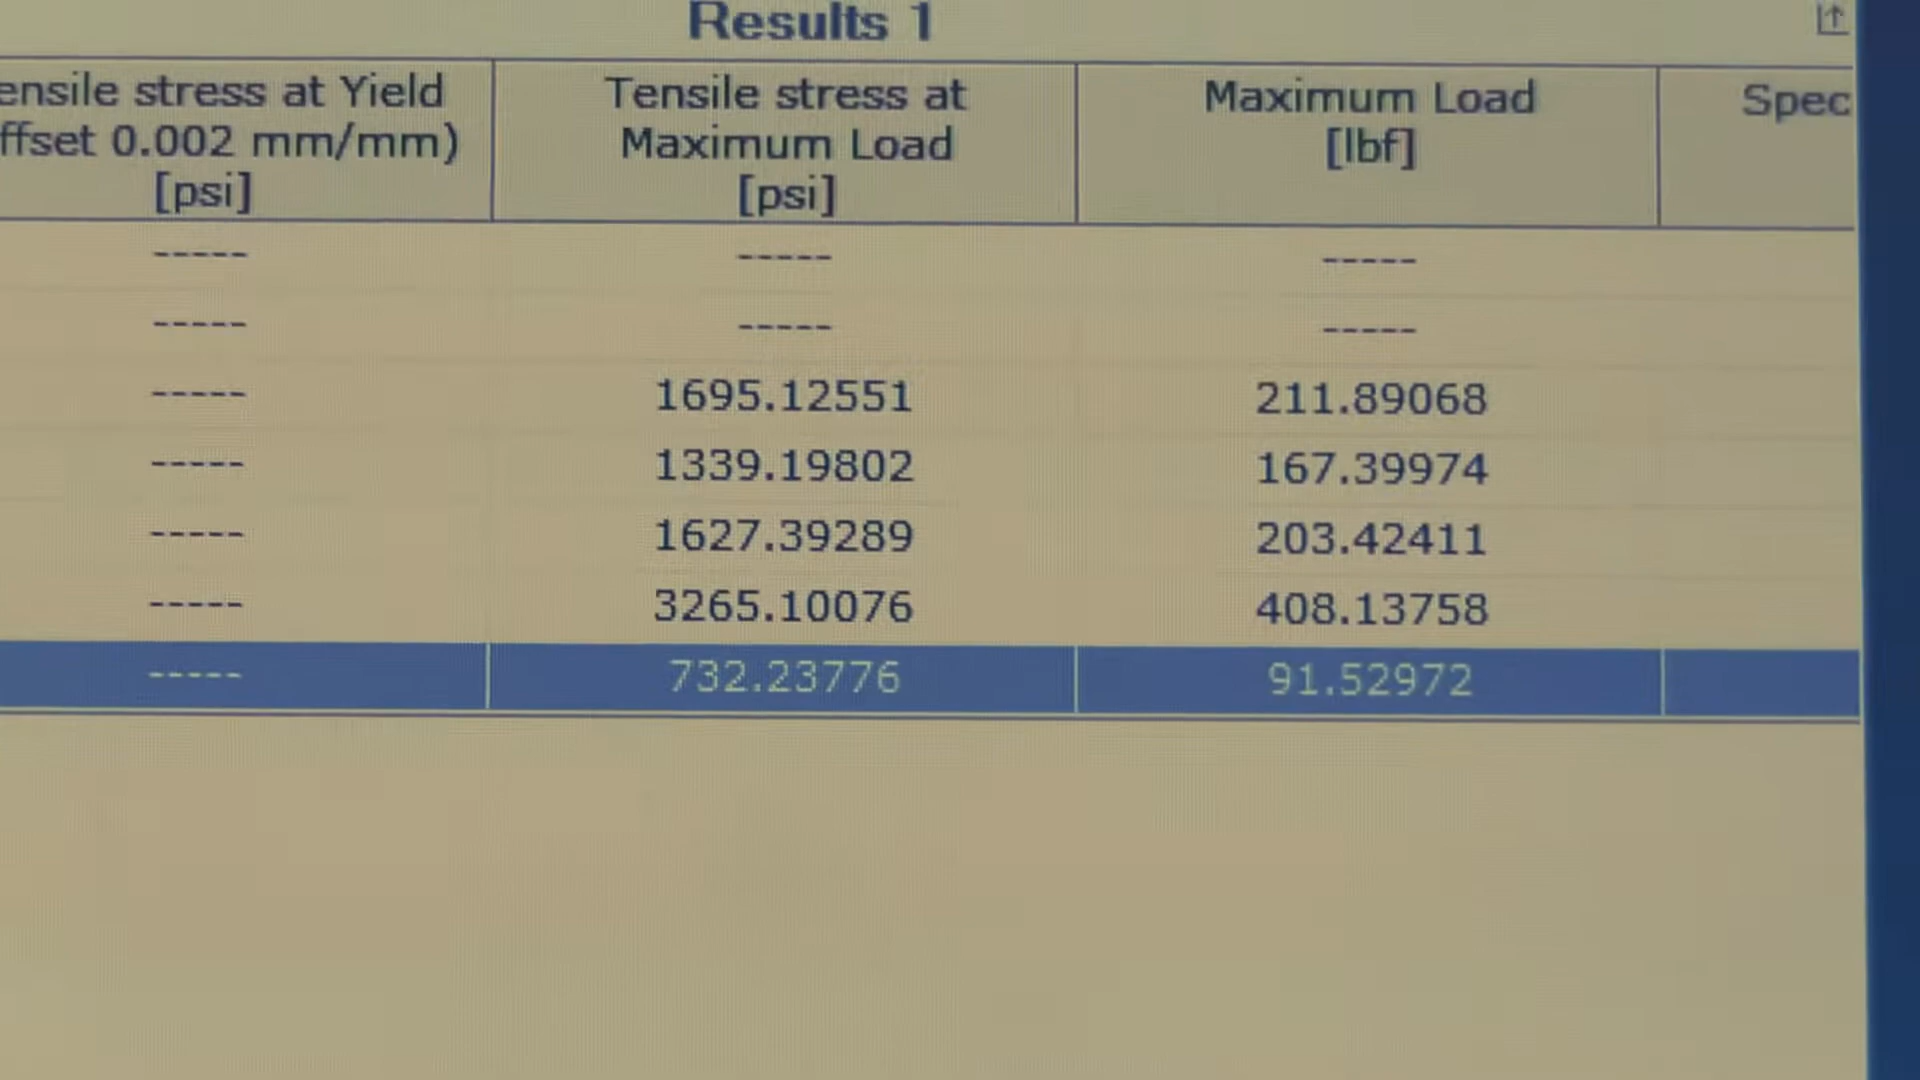 Results 1
ensile stress at Yield
ffset 0.002 mm/mm)
[psi]
Tensile stress at
Maximum Load
[psi]
Maximum Load
[lbf]
Spec
----- ----- -----
----- ----- -----
----- 1695.12551 211.89068
----- 1339.19802 167.39974
----- 1627.39289 203.42411
----- 3265.10076 408.13758
----- 732.23776 91.52972